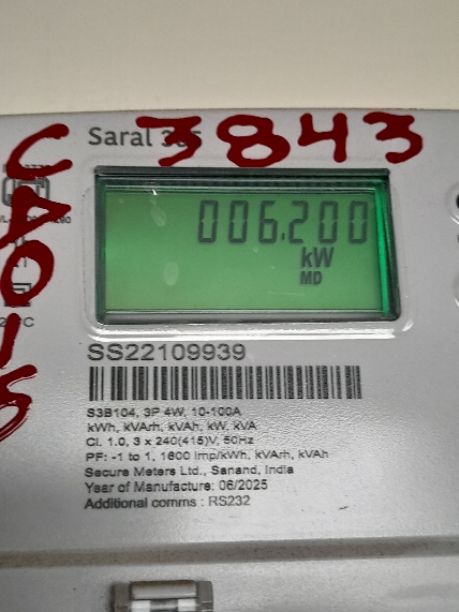 Saral
3843
CA015
006.200
kW
MD
SS22109939
S3B104, 3P 4W, 10-100A
kWh, kVArh, kVAh, kW, kVA
Cl. 1.0, 3 x 240(415)V, 50Hz
PF: -1 to 1, 1600 imp/kWh, kVArh, kVAh
Secure Meters Ltd., Sanand, India
Year of Manufacture: 06/2025
Additional comms : RS232